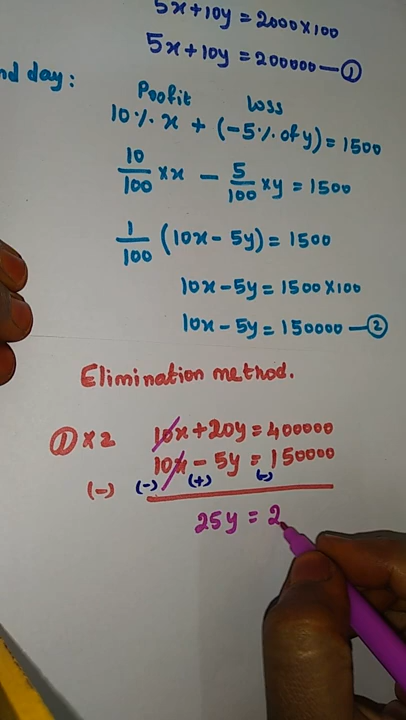 5x+10y = 2000×100
5x+10y = 200000 — ①
nd day:
Profit Loss
10% x + (-5% of y) = 1500
10/100 ×x - 5/100 ×y = 1500
1/100 (10x-5y) = 1500
10x-5y = 1500×100
10x-5y = 150000 — ②
Elimination method.
① × 2 10x+20y = 400000
10x-5y = 150000
(-) (-) (+) (-)
25y = 2